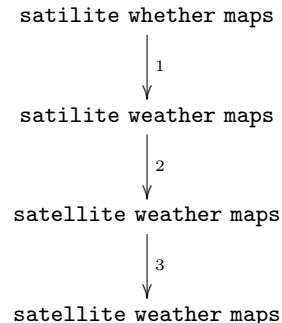 satilite whether maps
1
satilite weather maps
2
satellite weather maps
3
satellite weather maps